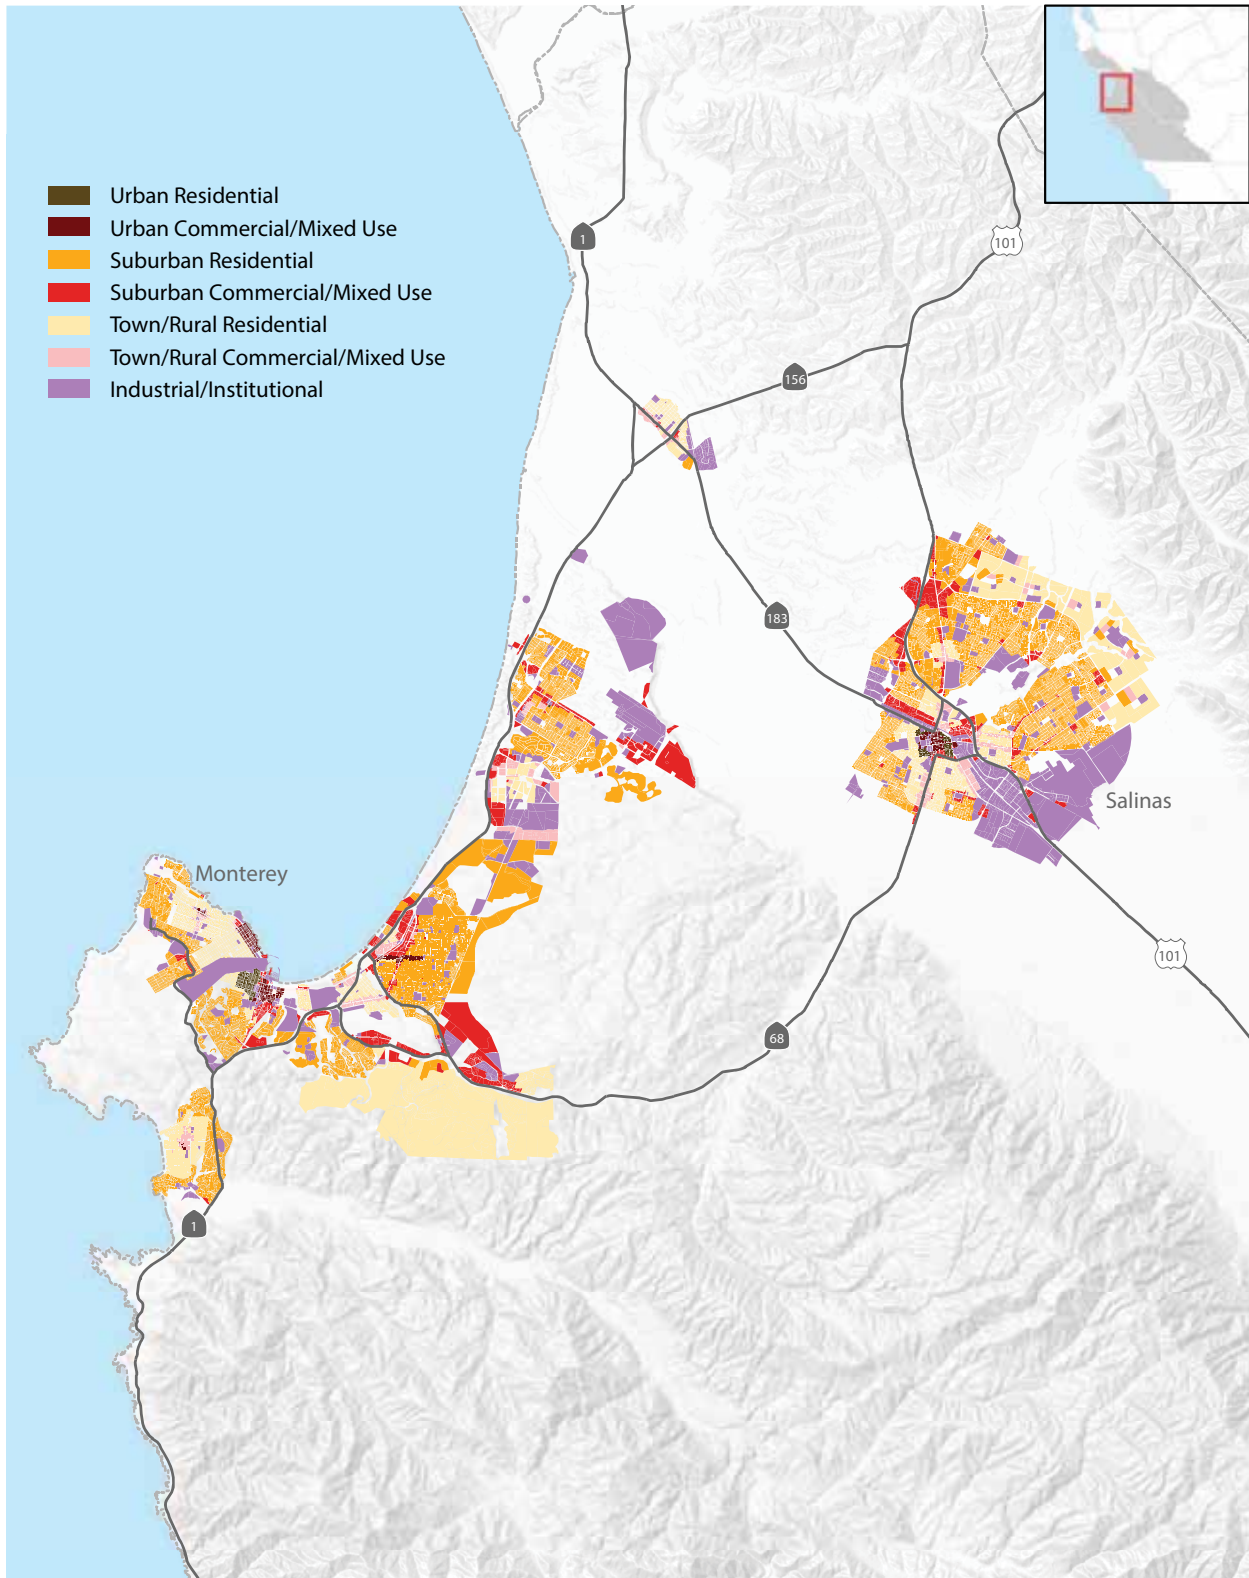 Urban Residential
Urban Commercial/Mixed Use
Suburban Residential
Suburban Commercial/Mixed Use
Town/Rural Residential
Town/Rural Commercial/Mixed Use
Industrial/Institutional
1
101
156
183
Salinas
Monterey
101
68
1